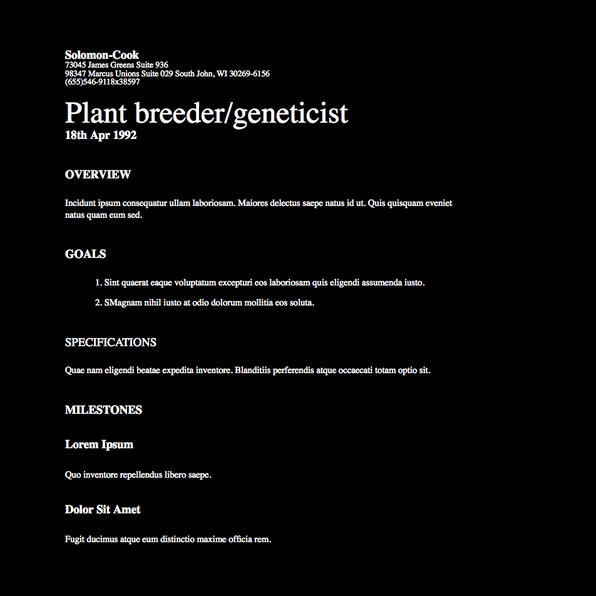 Solomon-Cook
73045 James Greens Suite 936
98347 Marcus Unions Suite 029 South John, WI 30269-6156
(655)546-9118x38597
Plant breeder/geneticist
18th Apr 1992
OVERVIEW
Incidunt ipsum consequatur ullam laboriosam. Maiores delectus saepe natus id ut. Quis quisquam eveniet
natus quam eum sed.
GOALS
1. Sint quaerat eaque voluptatum excepturi eos laboriosam quis eligendi assumenda iusto.
2. SMagnam nihil iusto at odio dolorum mollitia eos soluta.
SPECIFICATIONS
Quae nam eligendi beatae expedita inventore. Blanditiis perferendis atque occaecati totam optio sit.
MILESTONES
Lorem Ipsum
Quo inventore repellendus libero saepe.
Dolor Sit Amet
Fugit ducimus atque eum distinctio maxime officia rem.